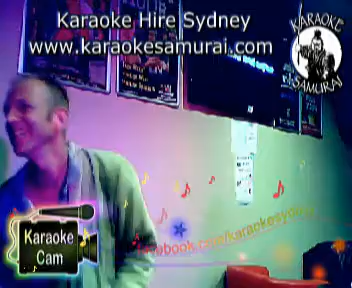 Karaoke Hire Sydney
www.karaokesamurai.com
KARAOKE
SAMURAI
facebook.com/karaokesydney
Karaoke
Cam